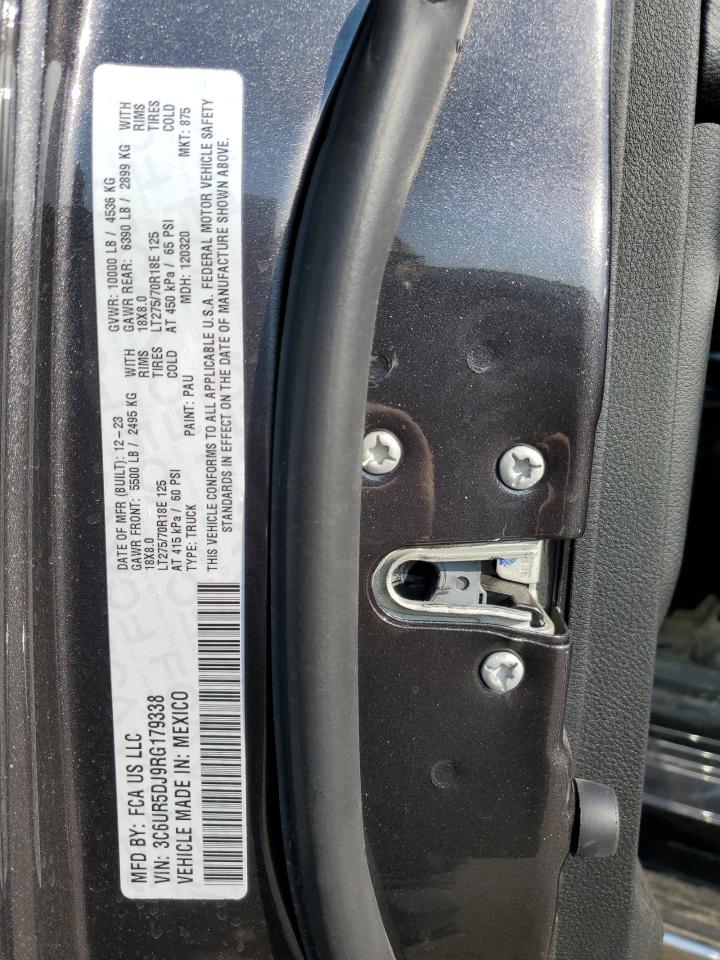 MFD BY: FCA US LLC
VIN: 3C6UR5DJ9RG179338
VEHICLE MADE IN: MEXICO
DATE OF MFR (BUILT): 12-23 GVWR: 10000 LB / 4536 KG
GAWR FRONT: 5500 LB / 2495 KG WITH GAWR REAR: 6390 LB / 2899 KG WITH
18X8.0 RIMS 18X8.0 RIMS
LT275/70R18E 125 TIRES LT275/70R18E 125 TIRES
AT 415 kPa / 60 PSI COLD AT 450 kPa / 65 PSI COLD
TYPE: TRUCK PAINT: PAU MDH: 120320 MKT: 875
THIS VEHICLE CONFORMS TO ALL APPLICABLE U.S.A. FEDERAL MOTOR VEHICLE SAFETY
STANDARDS IN EFFECT ON THE DATE OF MANUFACTURE SHOWN ABOVE.